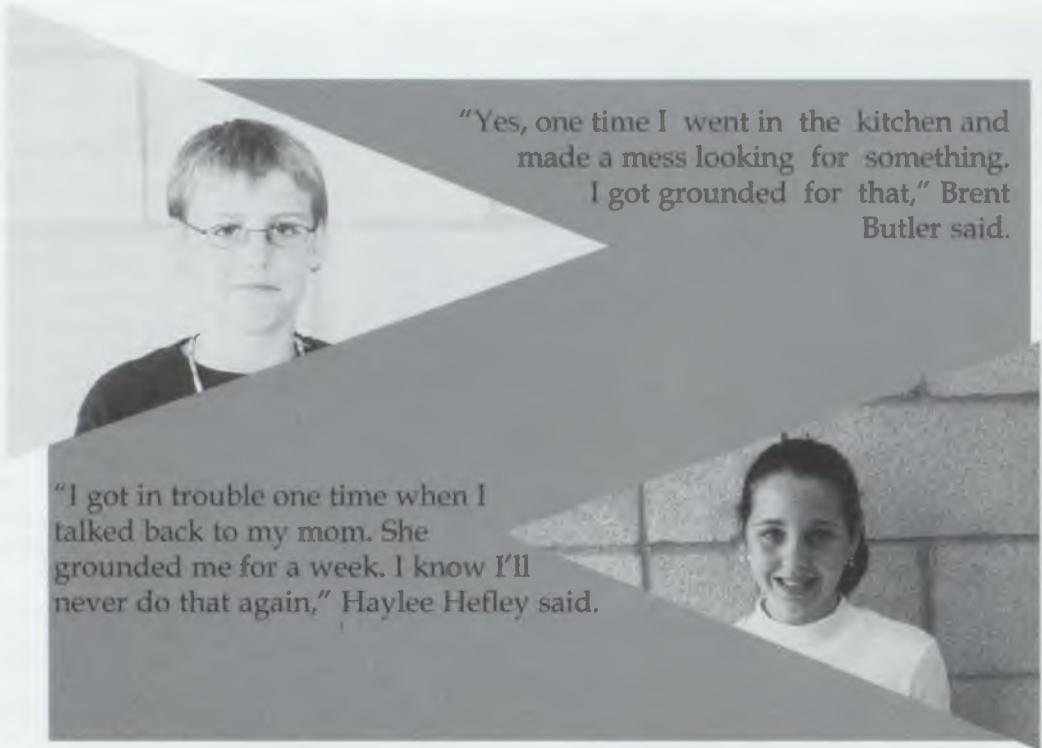 "Yes, one time I went in the kitchen and
made a mess looking for something.
I got grounded for that," Brent
Butler said.
"I got in trouble one time when I
talked back to my mom. She
grounded me for a week. I know I'll
never do that again," Haylee Hefley said.